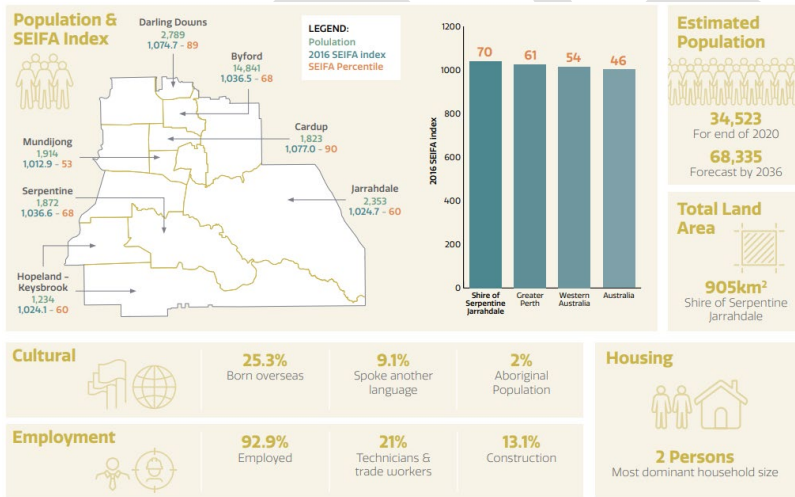 Population &
SEIFA Index
Darling Downs
2,789
1,074.7 - 89
LEGEND:
Polulation
2016 SEIFA index
SEIFA Percentile
Byford
14,841
1,036.5 - 68
Cardup
1,823
1,077.0 - 90
Mundijong
1,914
1,012.9 - 53
Serpentine
1,872
1,036.6 - 68
Jarrahdale
2,353
1,024.7 - 60
Hopeland –
Keysbrook
1,234
1,024.1 - 60
2016 SEIFA index
1200
1000
800
600
400
200
0
70
61
54
46
Shire of
Serpentine
Jarrahdale
Greater
Perth
Western
Australia
Australia
Estimated
Population
34,523
For end of 2020
68,335
Forecast by 2036
Total Land
Area
905km²
Shire of Serpentine
Jarrahdale
Cultural
25.3%
Born overseas
9.1%
Spoke another
language
2%
Aboriginal
Population
Employment
92.9%
Employed
21%
Technicians &
trade workers
13.1%
Construction
Housing
2 Persons
Most dominant household size